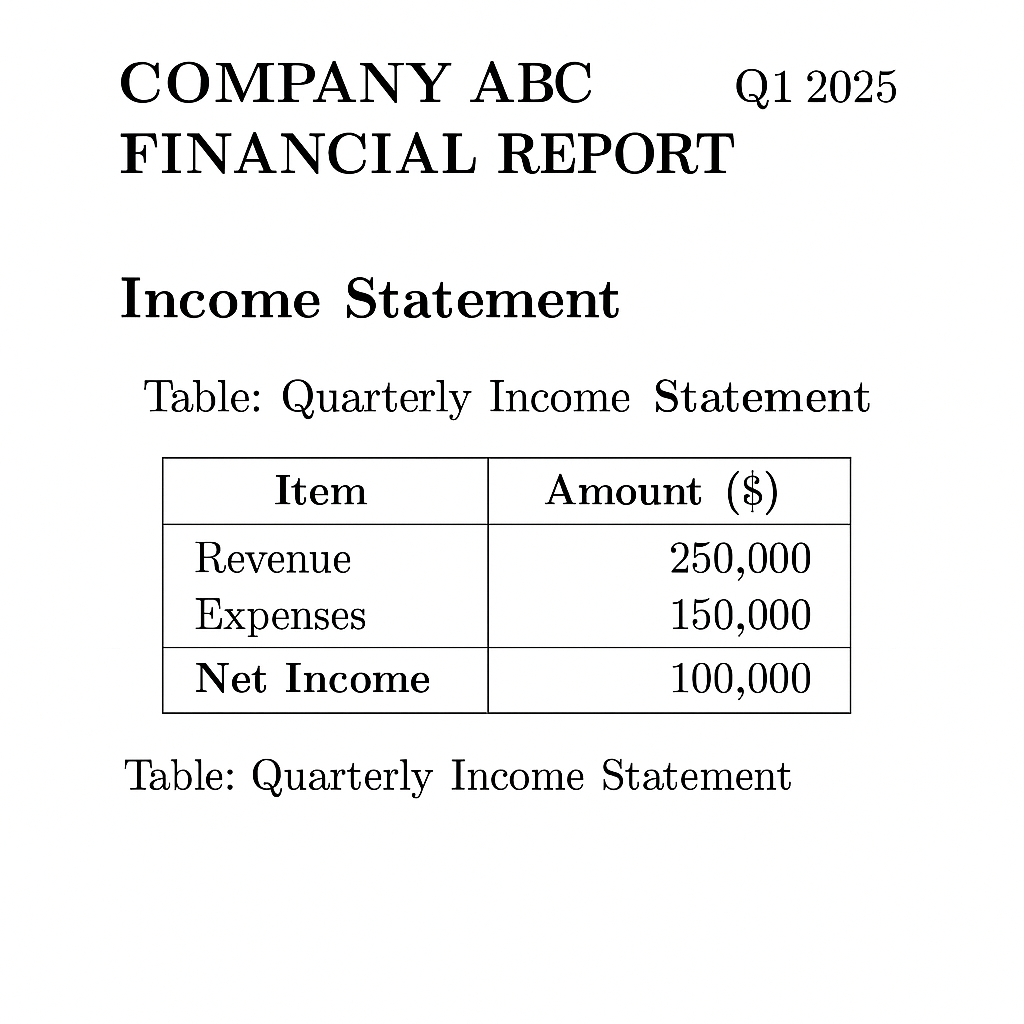 COMPANY ABC Q1 2025
FINANCIAL REPORT
Income Statement
Table: Quarterly Income Statement
Item Amount ($)
Revenue 250,000
Expenses 150,000
Net Income 100,000
Table: Quarterly Income Statement